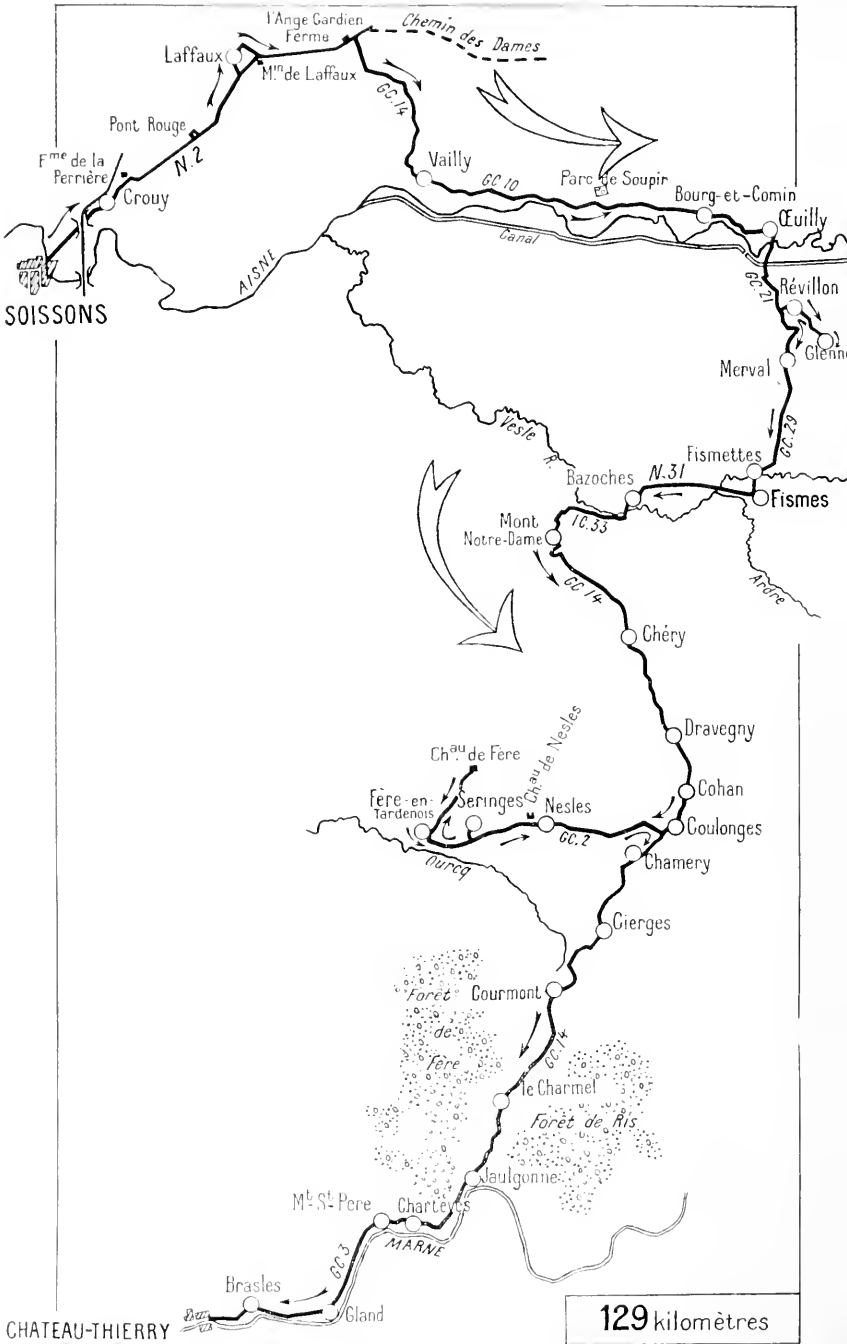 l'Ange Gardien
Ferme
Chemin des Dames
Laffaux
Min de Laffaux
GC.14
Pont Rouge
N.2
Fme de la
Perrière
Crouy
Vailly
GC 10
Parc de Soupir
Bourg-et-Comin
Œuilly
Canal
AISNE
SOISSONS
GC.21
Révillon
Glenne
Merval
GC.29
Vesle
R.
Fismettes
Bazoches
N.31
Fismes
Mont
Notre-Dame
IC.33
GC.14
Ardre
Chéry
Dravegny
Chau de Fère
Chau de Nesles
Cohan
Fère-en-
Tardenois
Seringes
Nesles
GC.2
Coulonges
Ourcq
Chamery
Cierges
Courmont
Forêt
de
Fère
GC.14
le Charmel
Forêt de Ris
Jaulgonne
Mt St Père
Chartèves
MARNE
GC 3
Brasles
Gland
CHATEAU-THIERRY
129 kilomètres